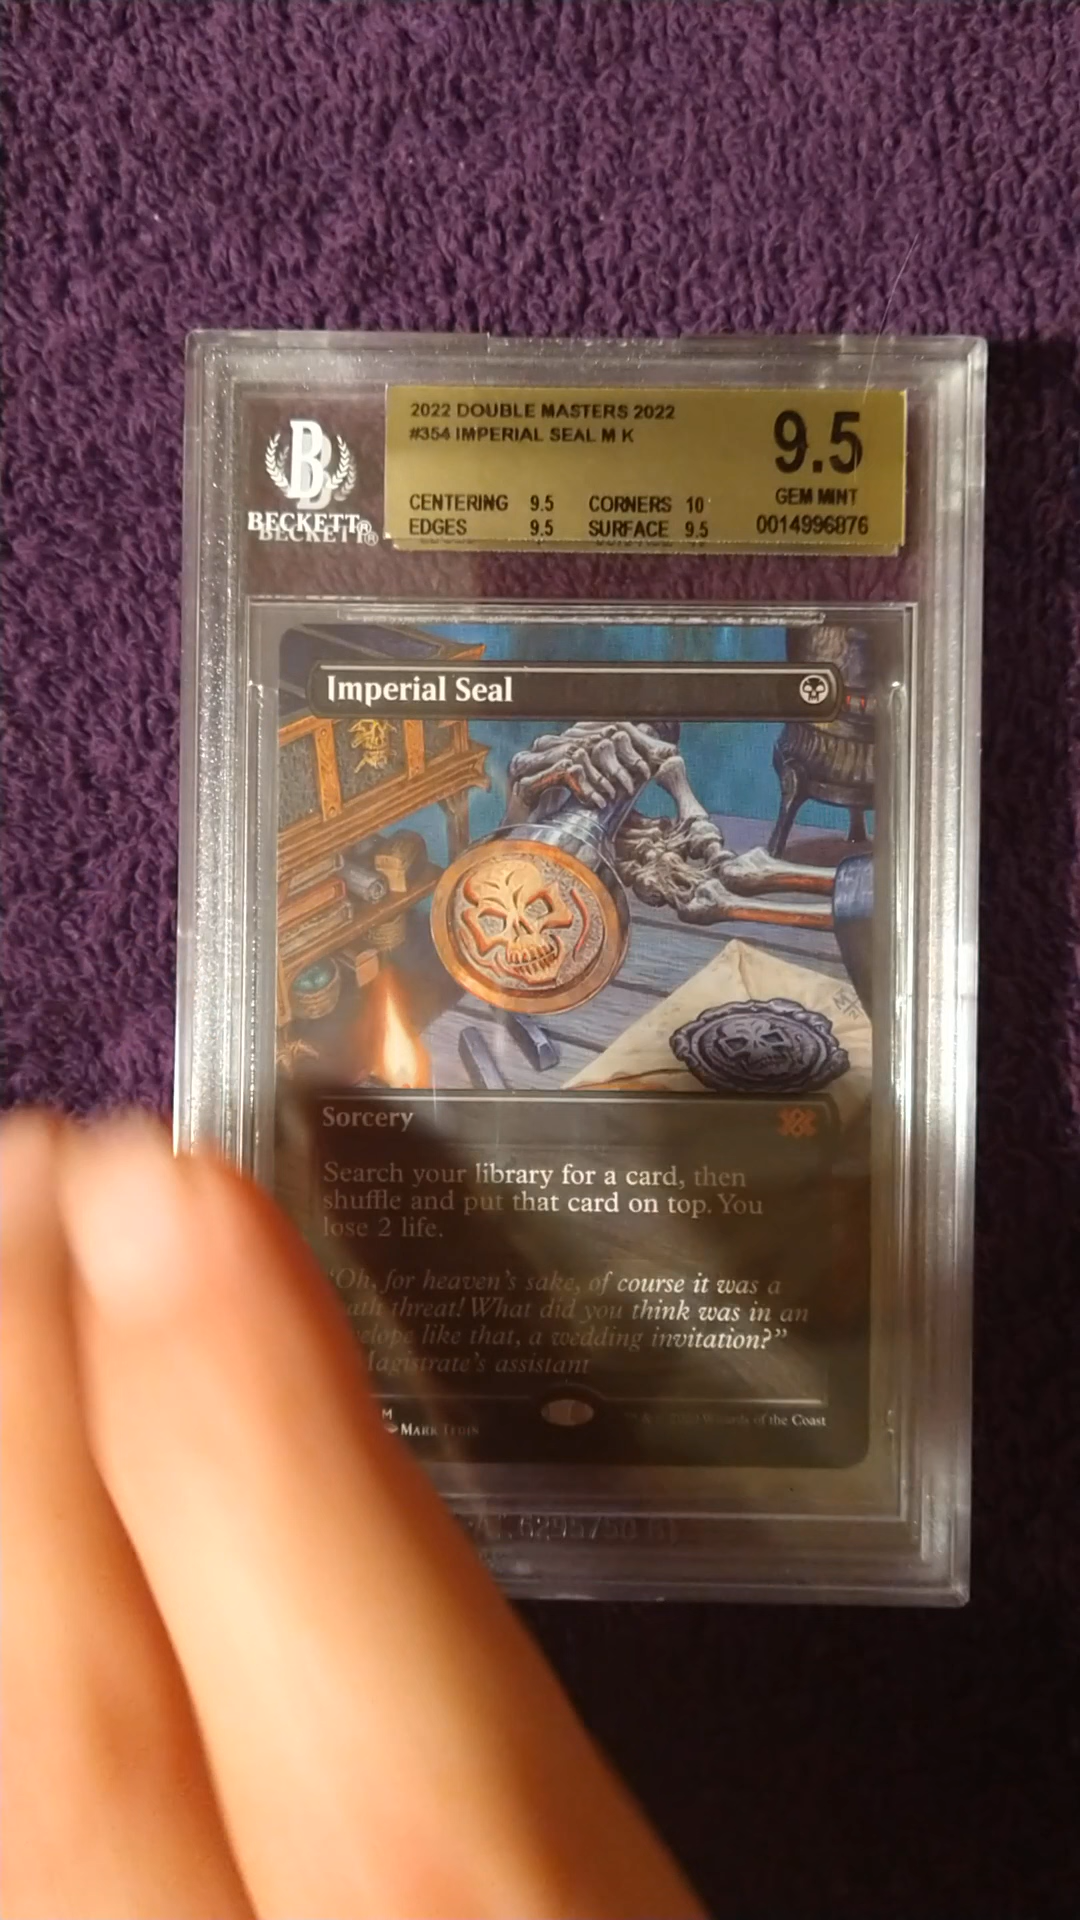 2022 DOUBLE MASTERS 2022
#354 IMPERIAL SEAL M K
9.5
GEM MINT
CENTERING 9.5 CORNERS 10
EDGES 9.5 SURFACE 9.5
0014996876
BECKETT®
Imperial Seal
Sorcery
Search your library for a card, then
shuffle and put that card on top. You
lose 2 life.
"Oh, for heaven's sake, of course it was a
threat! What did you think was in an
like that, a wedding invitation?"
Magistrate's assistant
M
Mark Tedin
Wizards of the Coast